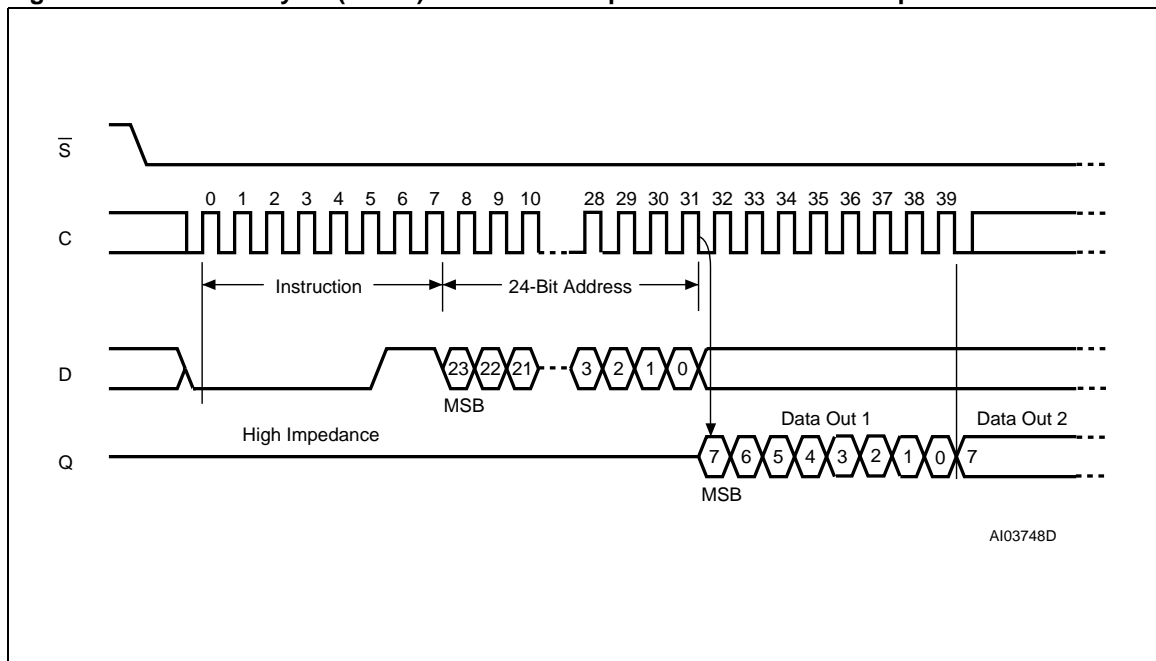 S
0 1 2 3 4 5 6 7 8 9 10 28 29 30 31 32 33 34 35 36 37 38 39
C
Instruction 24-Bit Address
D
23 22 21 3 2 1 0
MSB
High Impedance Data Out 1 Data Out 2
Q
7 6 5 4 3 2 1 0 7
MSB
AI03748D